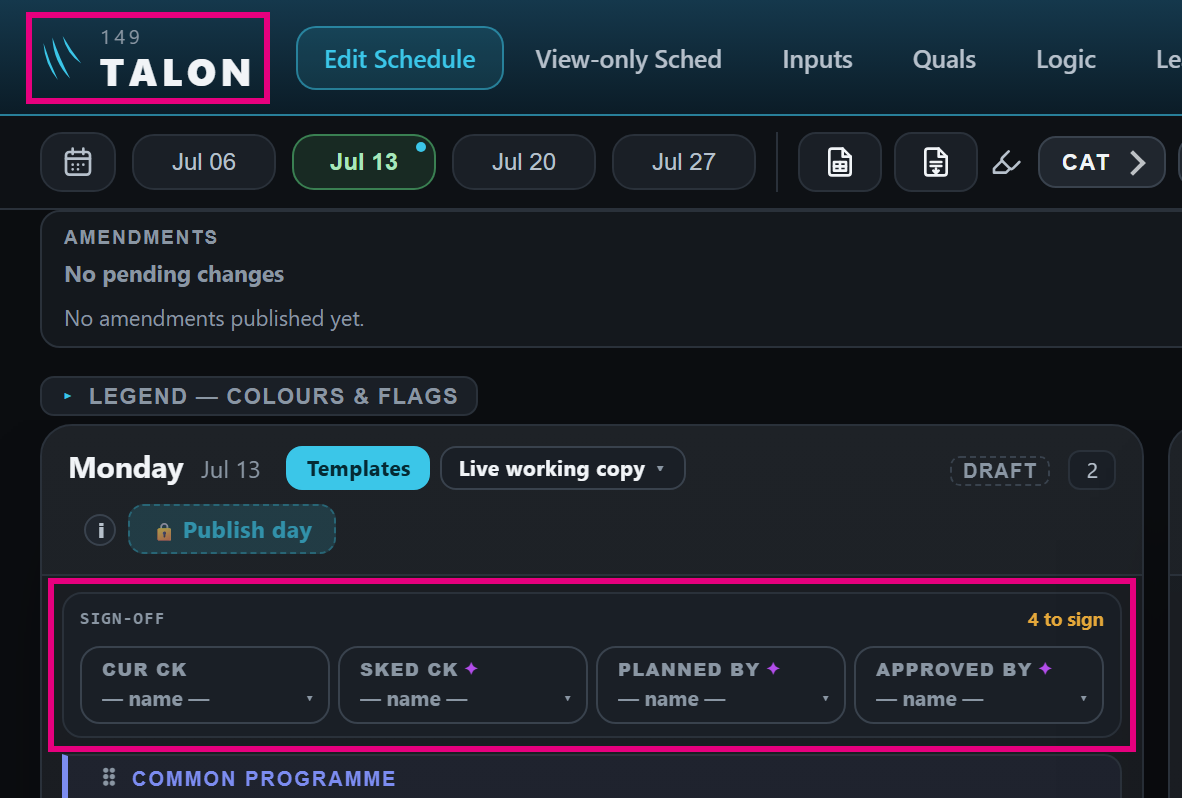 149
TALON
Edit Schedule
View-only Sched
Inputs
Quals
Logic
Jul 06
Jul 13
Jul 20
Jul 27
CAT
AMENDMENTS
No pending changes
No amendments published yet.
LEGEND — COLOURS & FLAGS
Monday Jul 13
Templates
Live working copy
DRAFT
2
i
Publish day
SIGN-OFF
4 to sign
CUR CK
— name —
SKED CK
— name —
PLANNED BY
— name —
APPROVED BY
— name —
COMMON PROGRAMME